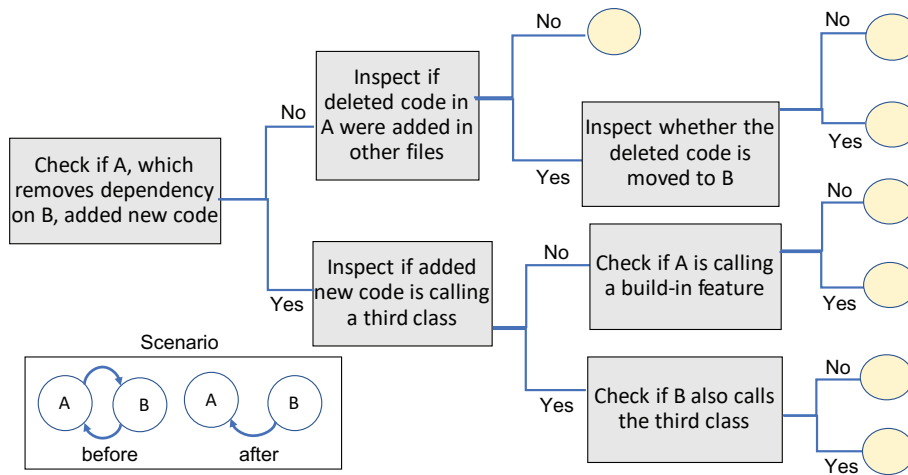 Check if A, which
removes dependency
on B, added new code
No
Yes
Inspect if
deleted code in
A were added in
other files
No
Yes
Inspect whether the
deleted code is
moved to B
No
Yes
Inspect if added
new code is calling
a third class
No
Yes
Check if A is calling
a build-in feature
No
Yes
Check if B also calls
the third class
No
Yes
Scenario
A
B
before
A
B
after